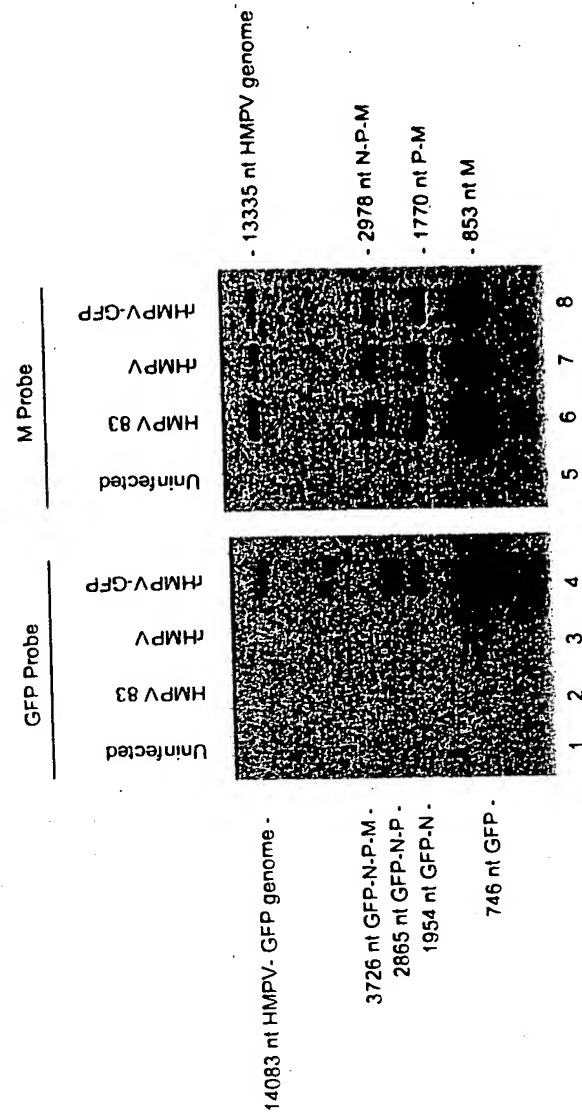 GFP Probe
M Probe
Uninfected
HMPV 83
rHMPV
rHMPV-GFP
Uninfected
HMPV 83
rHMPV
rHMPV-GFP
14083 nt HMPV- GFP genome -
3726 nt GFP-N-P-M -
2865 nt GFP-N-P -
1954 nt GFP-N -
746 nt GFP -
- 13335 nt HMPV genome
- 2978 nt N-P-M
- 1770 nt P-M
- 853 nt M
1 2 3 4
5 6 7 8